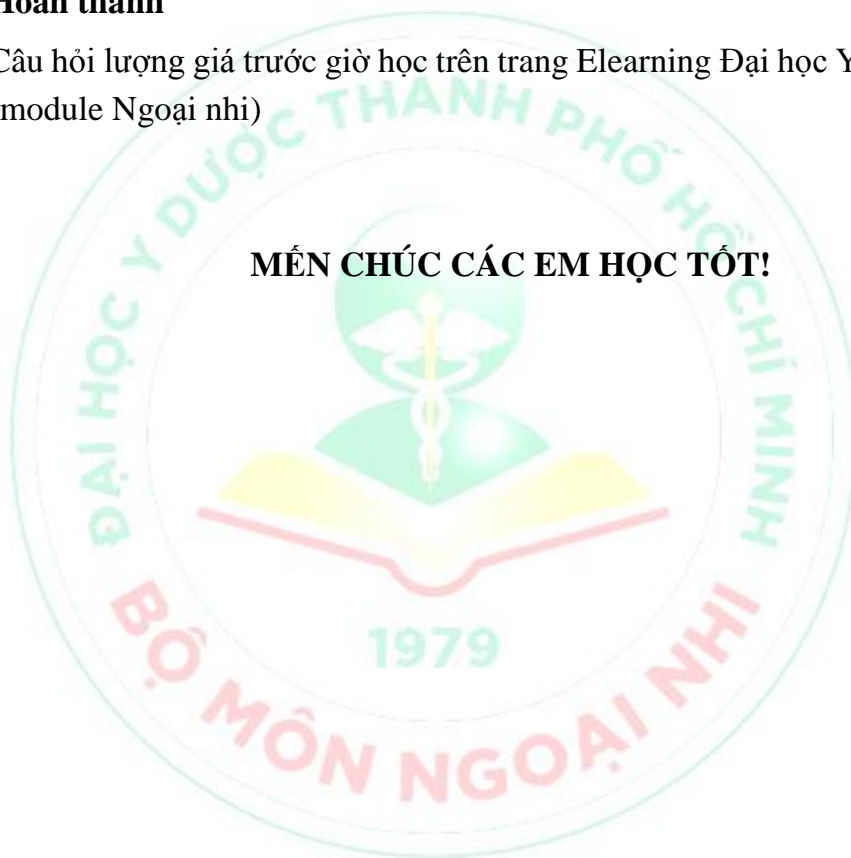 Hoàn thành
Câu hỏi lượng giá trước giờ học trên trang Elearning Đại học Y
module Ngoại nhi)
MẾN CHÚC CÁC EM HỌC TỐT!
ĐẠI HỌC Y DƯỢC THÀNH PHỐ HỒ CHÍ MINH
1979
BỘ MÔN NGOẠI NHI